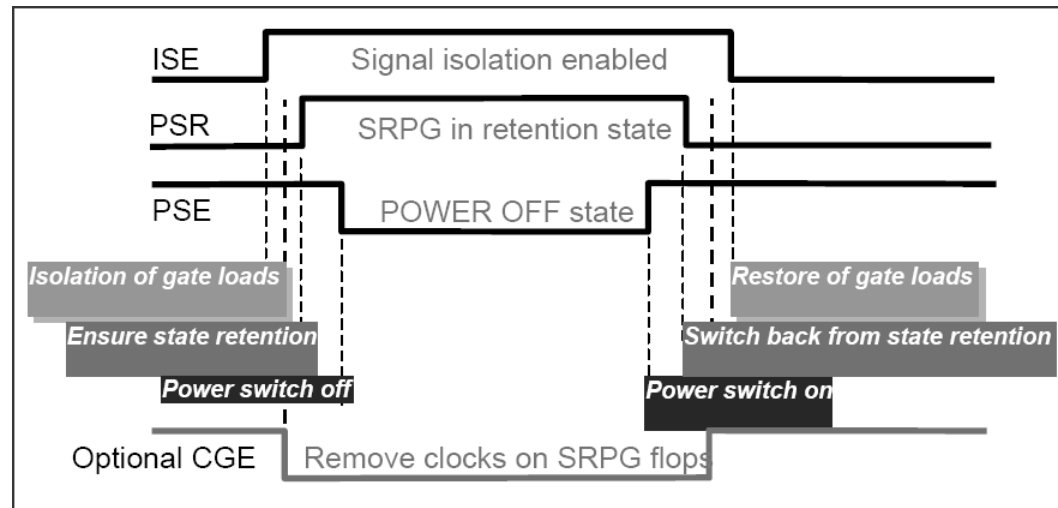 ISE
Signal isolation enabled
PSR
SRPG in retention state
PSE
POWER OFF state
Isolation of gate loads
Restore of gate loads
Ensure state retention
Switch back from state retention
Power switch off
Power switch on
Optional CGE
Remove clocks on SRPG flops